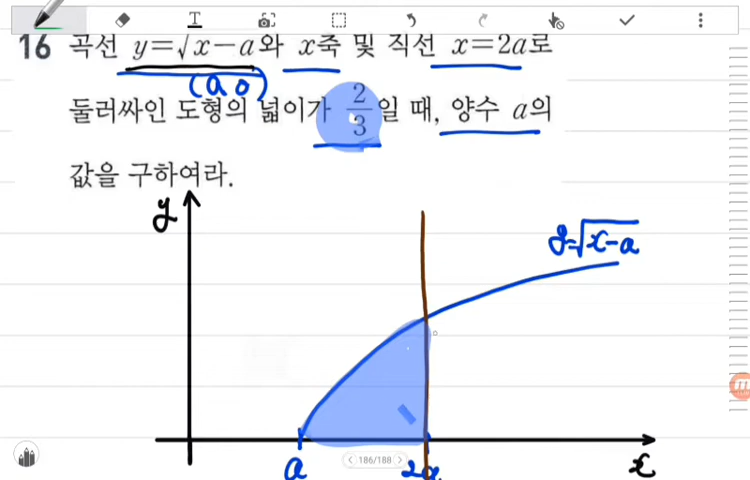 T
16 곡선 y=√x−a와 x축 및 직선 x=2a로
(a 0)
둘러싸인 도형의 넓이가 2/3일 때, 양수 a의
값을 구하여라.
y
y=√x−a
a
2a
x
186/188